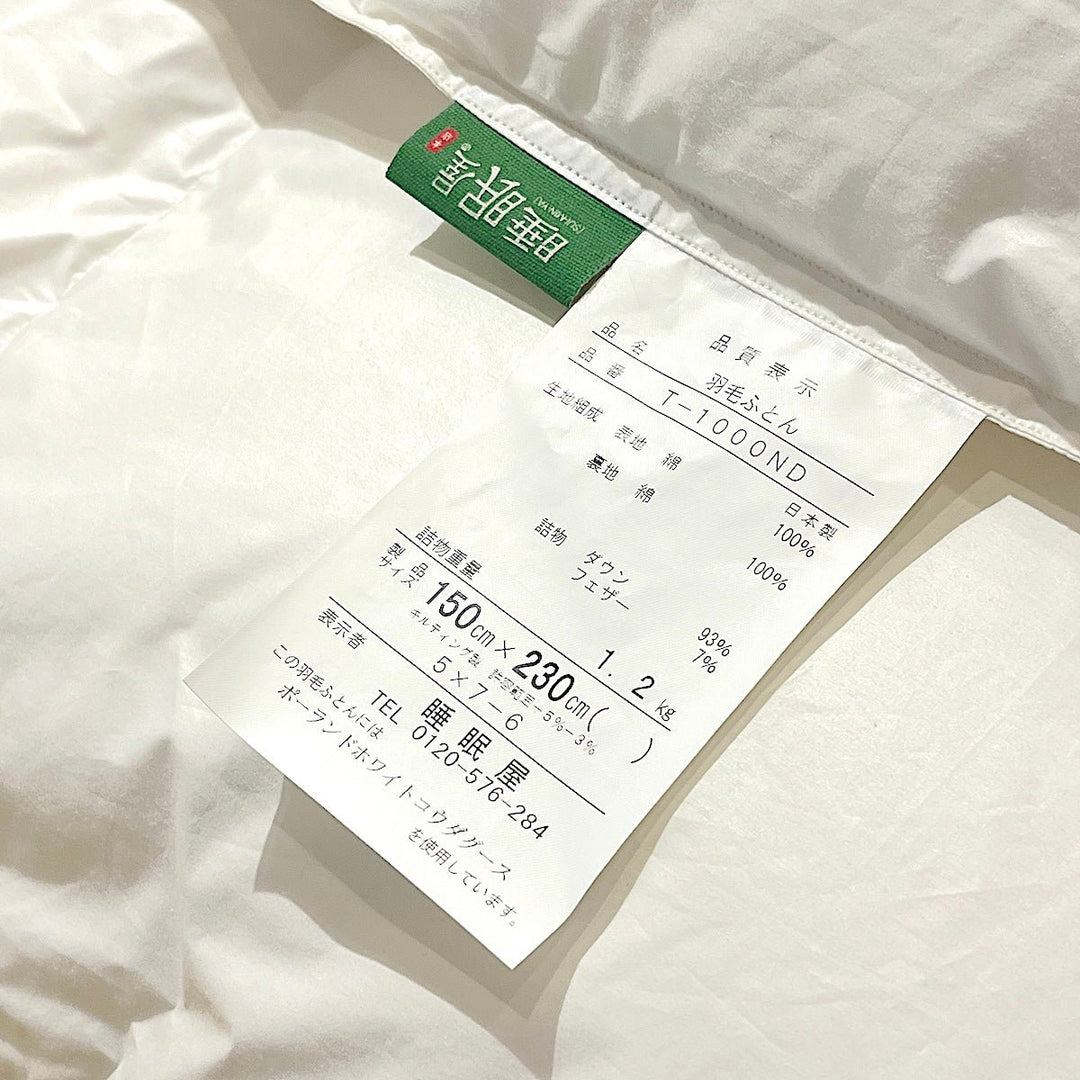 睡眠屋
SUIMINYA
品質表示
品名 羽毛ふとん
品番 T-1000ND
日本製
生地組成 表地 綿 100%
裏地 綿 100%
詰物 ダウン 93%
フェザー 7%
詰物重量 1.2kg
製品サイズ 150cm×230cm( )
キルティング製 許容範囲-5%-3%
5×7-6
表示者 睡眠屋
TEL 0120-576-284
この羽毛ふとんには
ポーランドホワイトコウダグース
を使用しています。